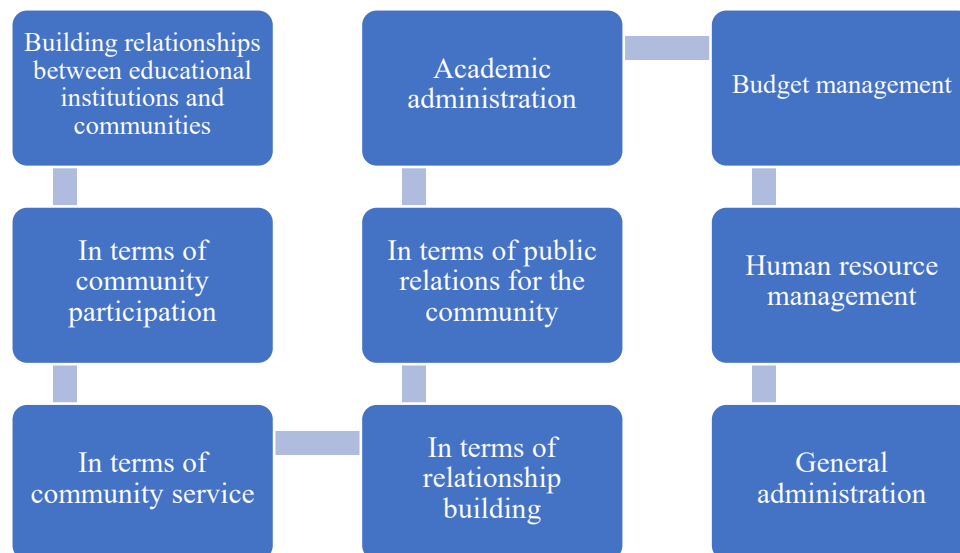 Building relationships
between educational
institutions and
communities
In terms of
community
participation
In terms of
community service
In terms of
relationship
building
In terms of public
relations for the
community
Academic
administration
Budget management
Human resource
management
General
administration